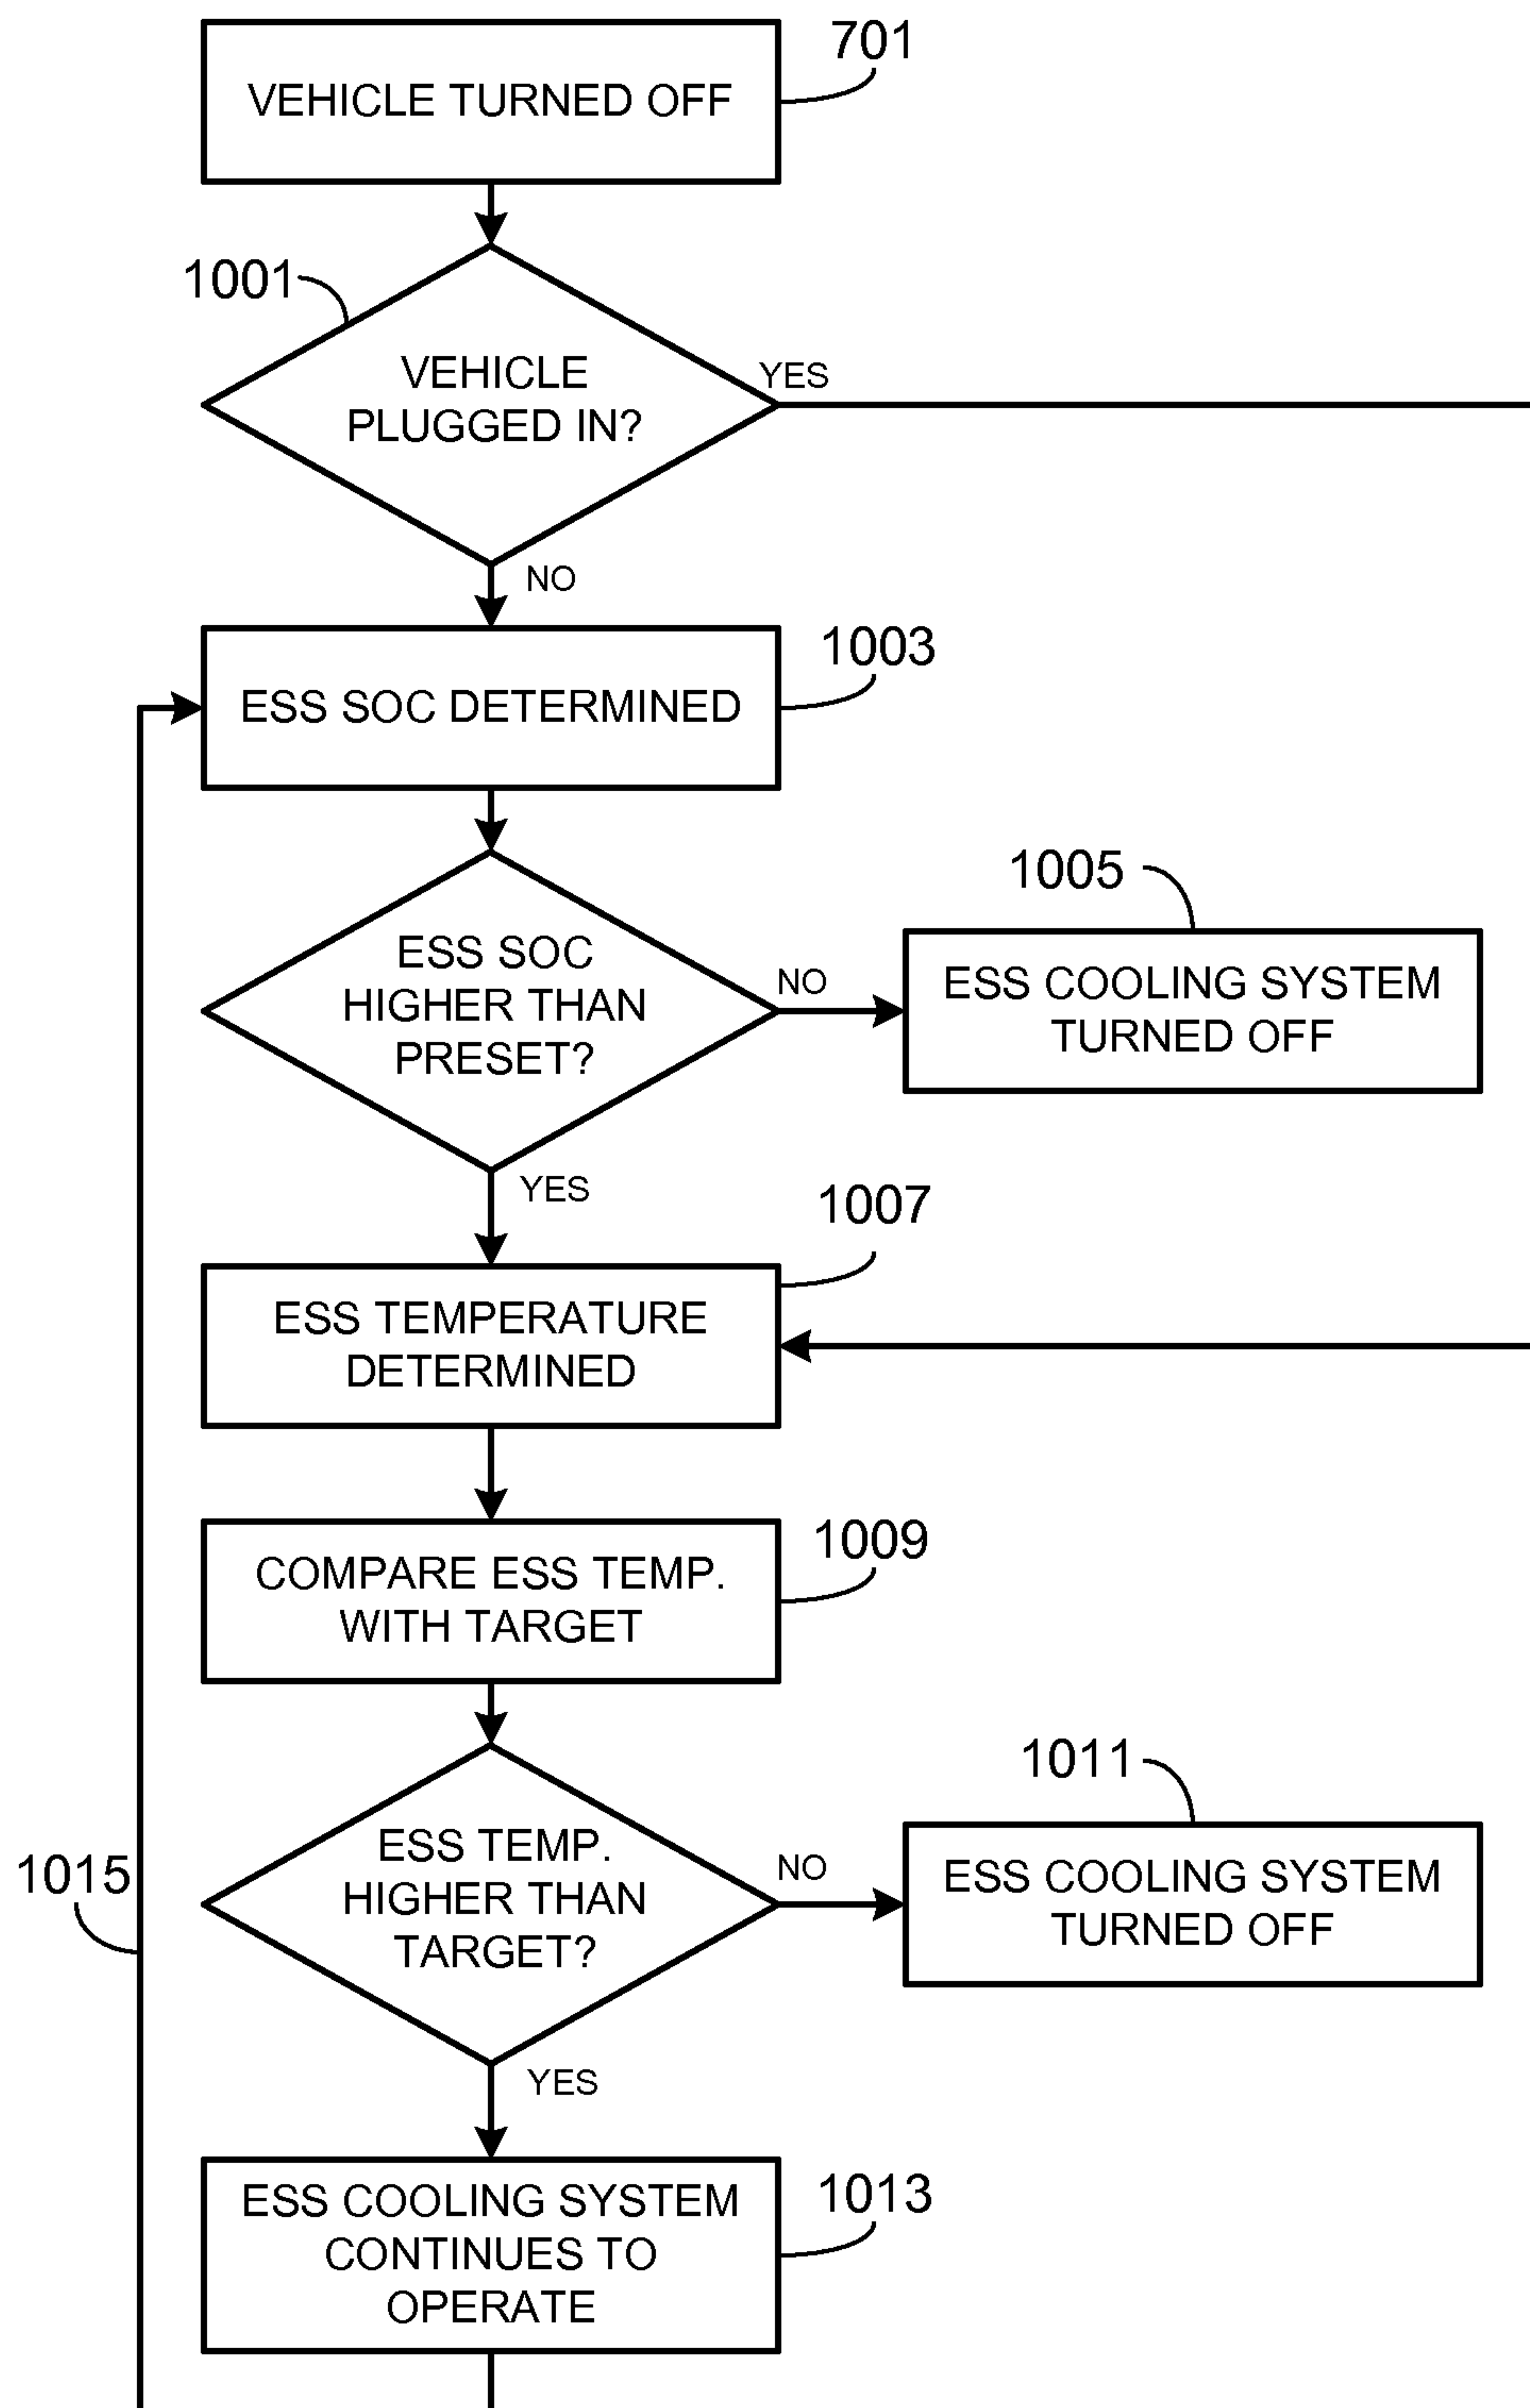 VEHICLE TURNED OFF
701
1001
VEHICLE
PLUGGED IN?
YES
NO
ESS SOC DETERMINED
1003
ESS SOC
HIGHER THAN
PRESET?
NO
1005
ESS COOLING SYSTEM
TURNED OFF
YES
1007
ESS TEMPERATURE
DETERMINED
COMPARE ESS TEMP.
WITH TARGET
1009
ESS TEMP.
HIGHER THAN
TARGET?
NO
1011
ESS COOLING SYSTEM
TURNED OFF
1015
YES
ESS COOLING SYSTEM
CONTINUES TO
OPERATE
1013